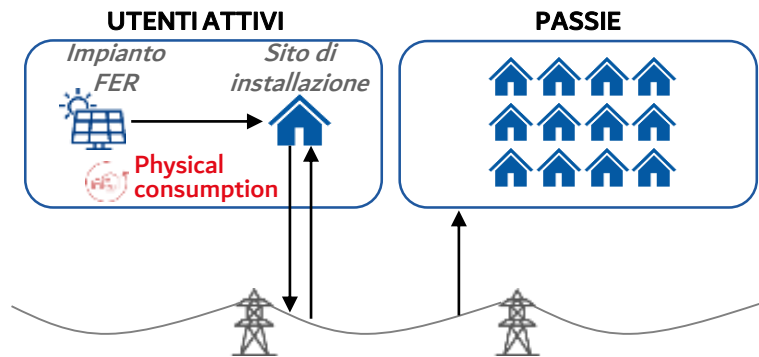 UTENTI ATTIVI
PASSIE
Impianto
FER
Sito di
installazione
Physical
consumption